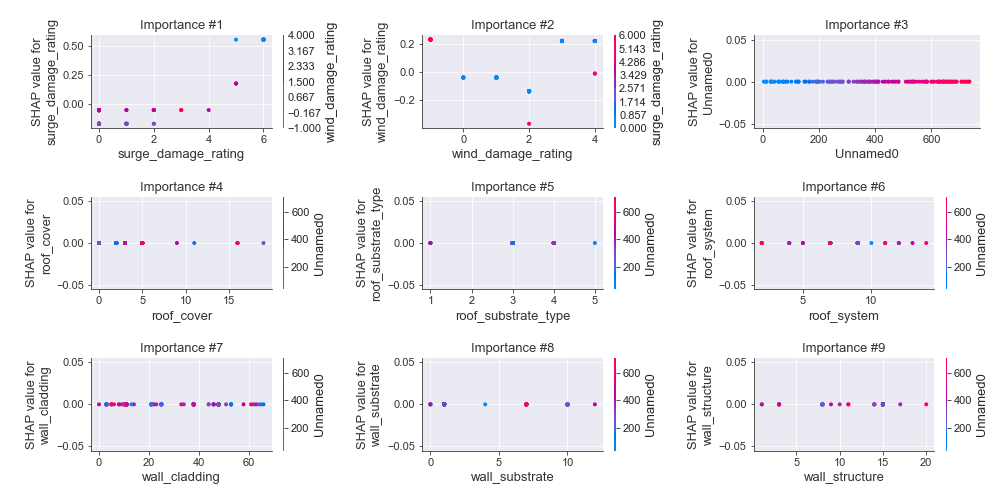 Importance #1
SHAP value for
surge_damage_rating
0.50
0.25
0.00
0
2
4
6
surge_damage_rating
4.000
3.167
2.333
1.500
0.667
−0.167
−1.000
wind_damage_rating
Importance #2
SHAP value for
wind_damage_rating
0.2
0.0
−0.2
0
2
4
wind_damage_rating
6.000
5.143
4.286
3.429
2.571
1.714
0.857
0.000
surge_damage_rating
Importance #3
SHAP value for
Unnamed0
0.05
0.00
−0.05
0
200
400
600
Unnamed0
Importance #4
SHAP value for
roof_cover
0.05
0.00
−0.05
0
5
10
15
roof_cover
600
400
200
Unnamed0
Importance #5
SHAP value for
roof_substrate_type
0.05
0.00
−0.05
1
2
3
4
5
roof_substrate_type
600
400
200
Unnamed0
Importance #6
SHAP value for
roof_system
0.05
0.00
−0.05
5
10
roof_system
600
400
200
Unnamed0
Importance #7
SHAP value for
wall_cladding
0.05
0.00
−0.05
0
20
40
60
wall_cladding
600
400
200
Unnamed0
Importance #8
SHAP value for
wall_substrate
0.05
0.00
−0.05
0
5
10
wall_substrate
600
400
200
Unnamed0
Importance #9
SHAP value for
wall_structure
0.05
0.00
−0.05
5
10
15
20
wall_structure
600
400
200
Unnamed0